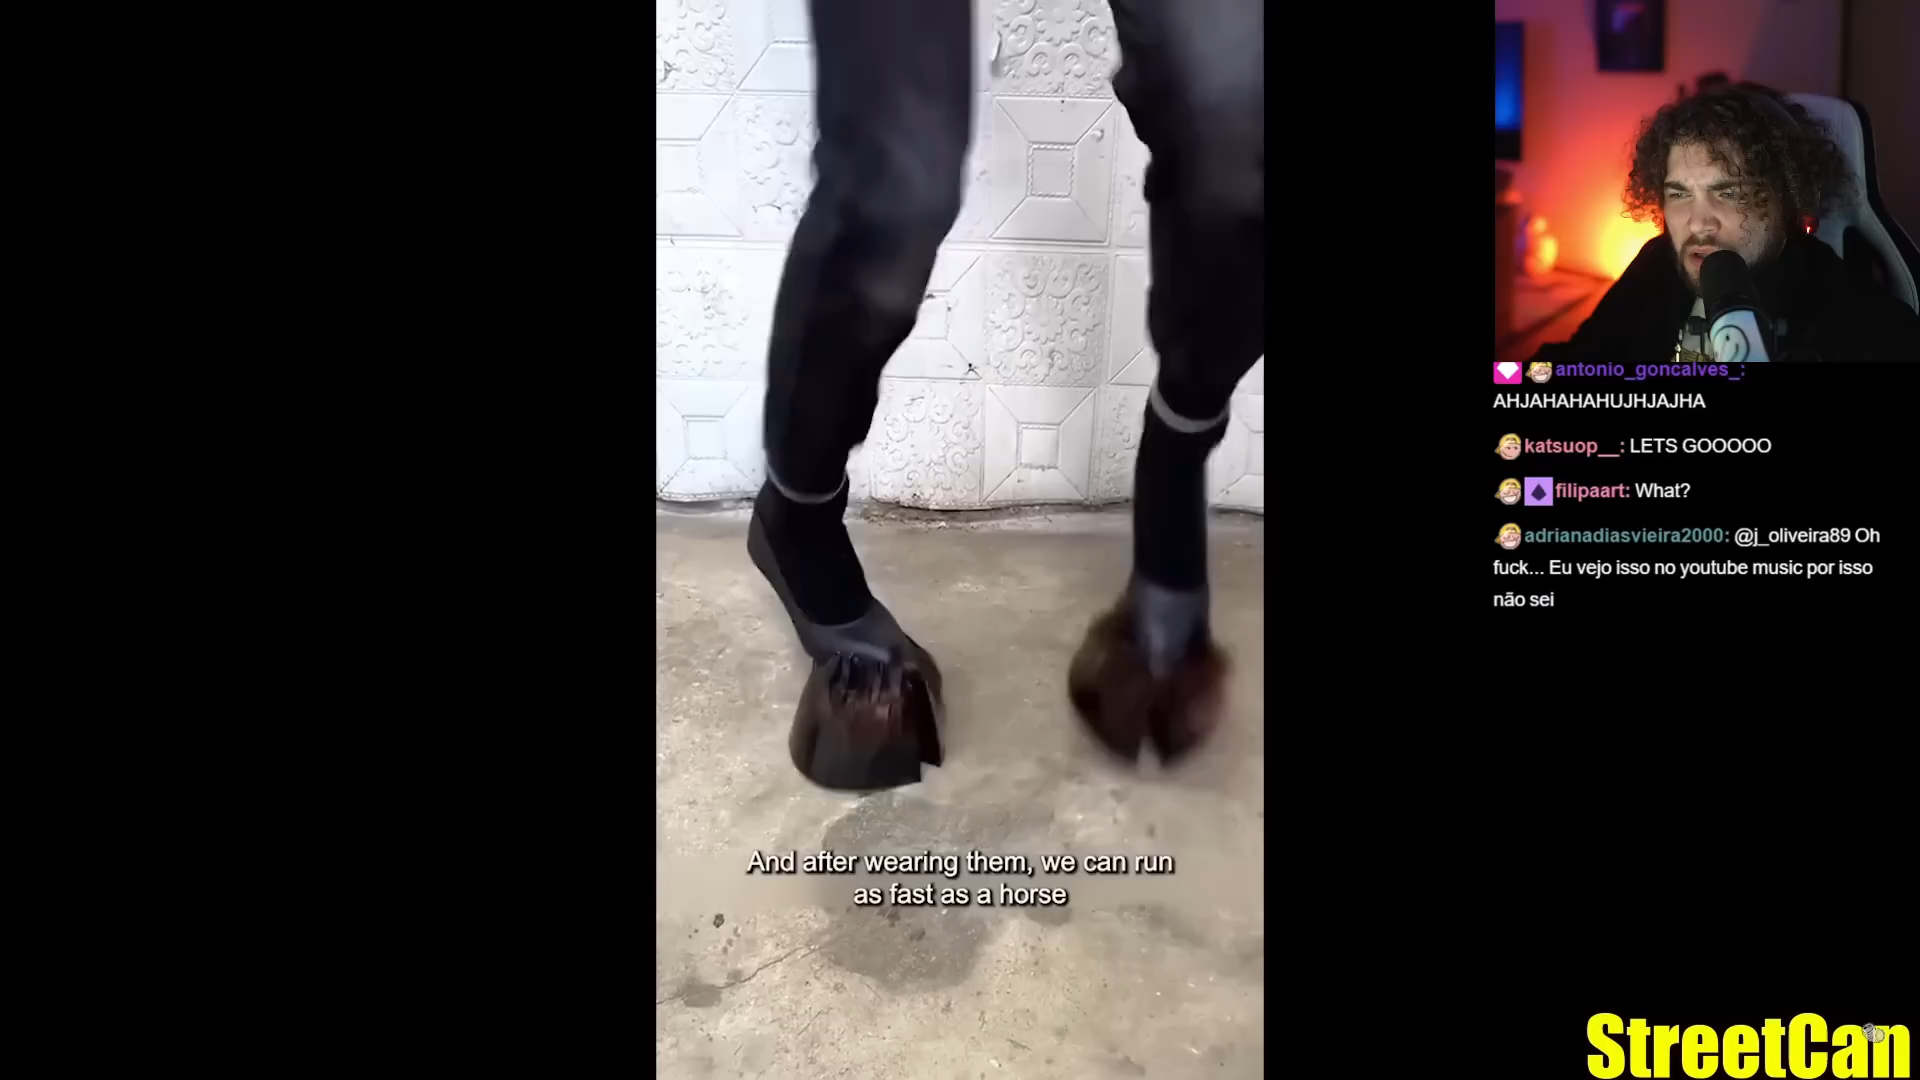 antonio_goncalves_:
AHJAHAHAHUJHJAJHA
katsuop__: LETS GOOOOO
filipaart: What?
adrianadiasvieira2000: @j_oliveira89 Oh
fuck... Eu vejo isso no youtube music por isso
não sei
And after wearing them, we can run
as fast as a horse
StreetCan